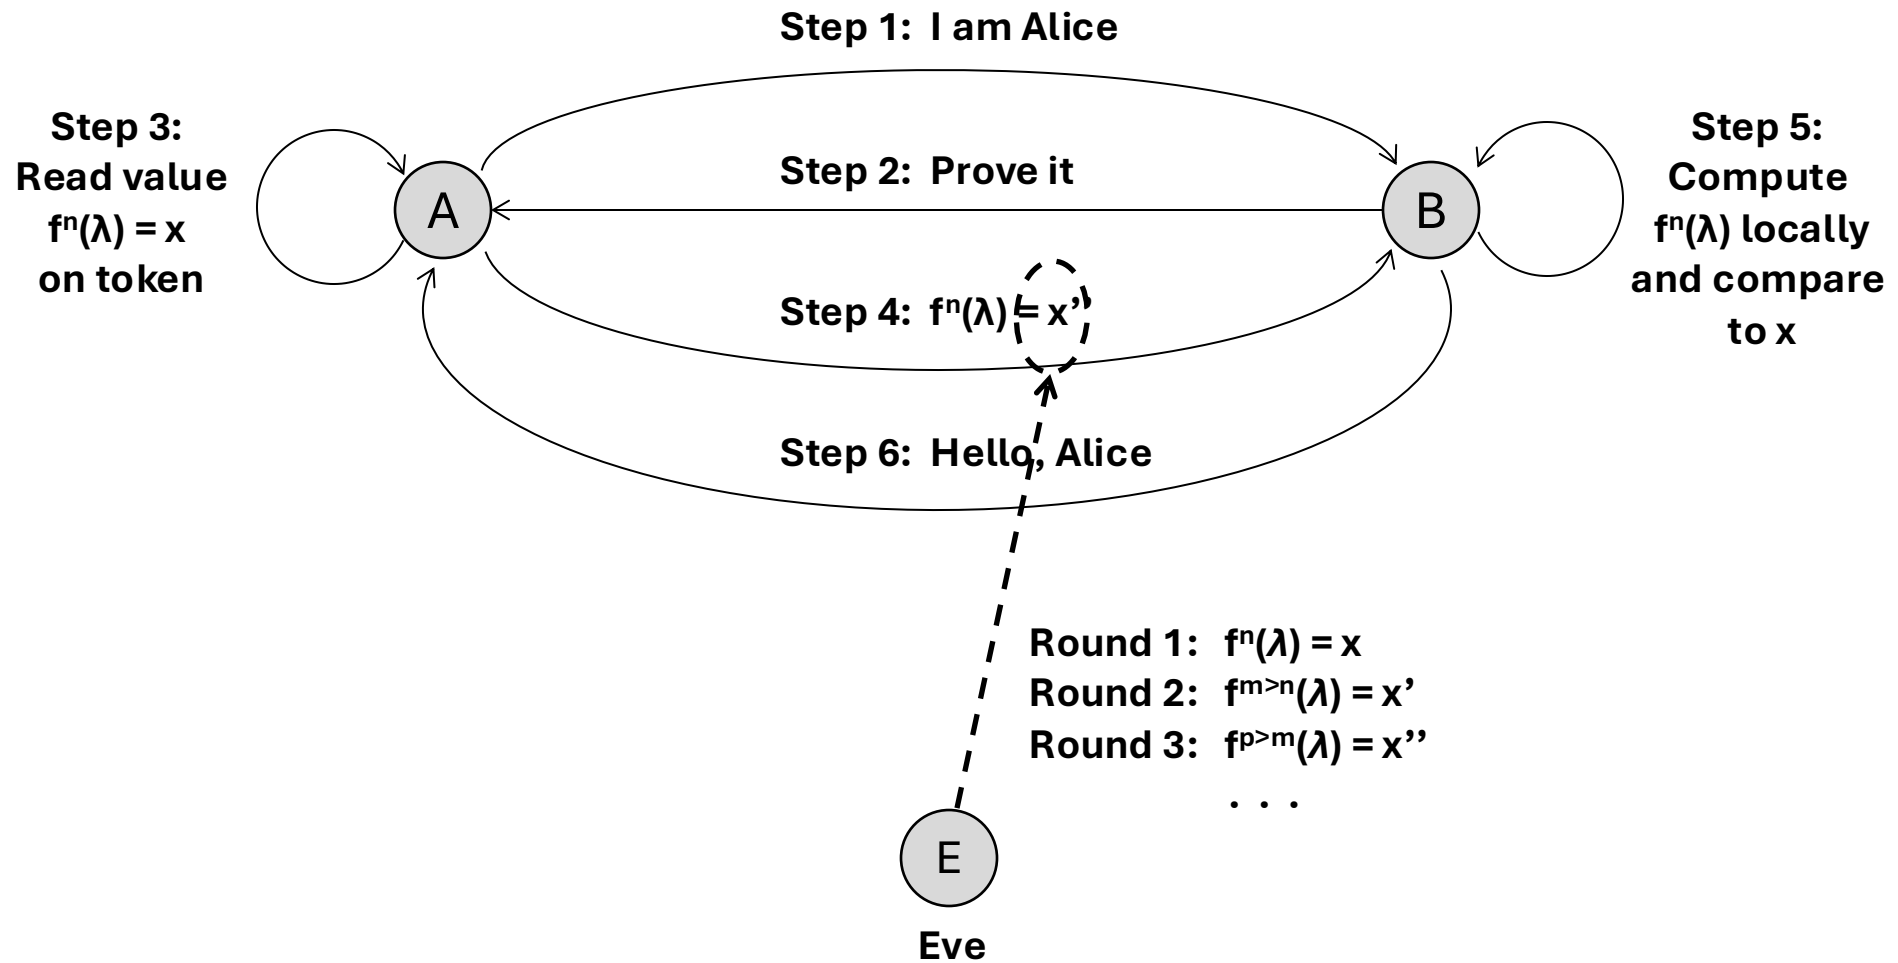 Step 1: I am Alice
Step 3:
Read value
fⁿ(λ) = x
on token
A
Step 2: Prove it
B
Step 5:
Compute
fⁿ(λ) locally
and compare
to x
Step 4: fⁿ(λ) = x’’
Step 6: Hello, Alice
Round 1: fⁿ(λ) = x
Round 2: fᵐ>ⁿ(λ) = x’
Round 3: fᵖ>ᵐ(λ) = x’’
. . .
E
Eve